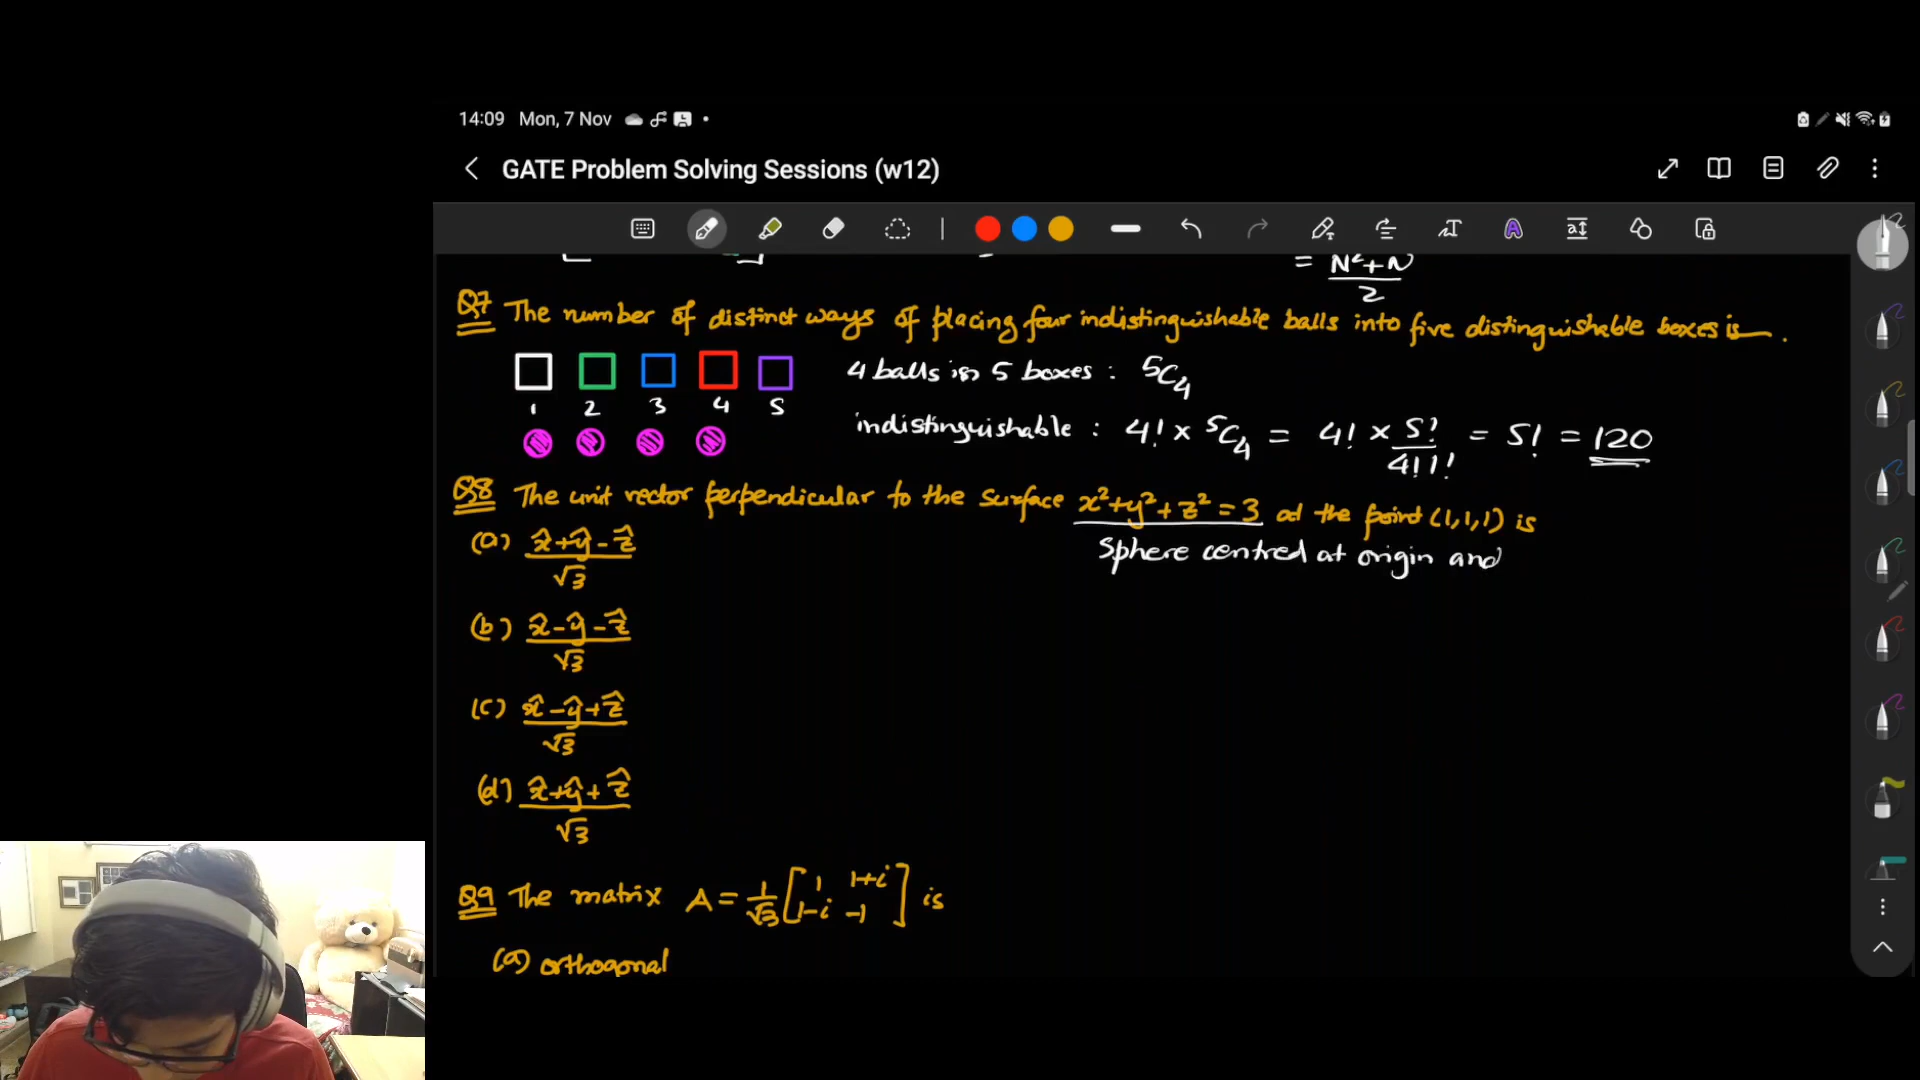 14:09 Mon, 7 Nov
GATE Problem Solving Sessions (w12)
= N²+N / 2
Q7 The number of distinct ways of placing four indistinguishable balls into five distinguishable boxes is .
4 balls in 5 boxes : ⁵C₄
1 2 3 4 5
indistinguishable : 4! × ⁵C₄ = 4! × 5!/4!1! = 5! = 120
Q8 The unit vector perpendicular to the surface x²+y²+z²=3 at the point (1,1,1) is
Sphere centred at origin and
(a) x̂+ŷ-ẑ / √3
(b) x̂-ŷ-ẑ / √3
(c) x̂-ŷ+ẑ / √3
(d) x̂+ŷ+ẑ / √3
Q9 The matrix A = 1/√3 [1 1+i; 1-i -1] is
(a) orthogonal